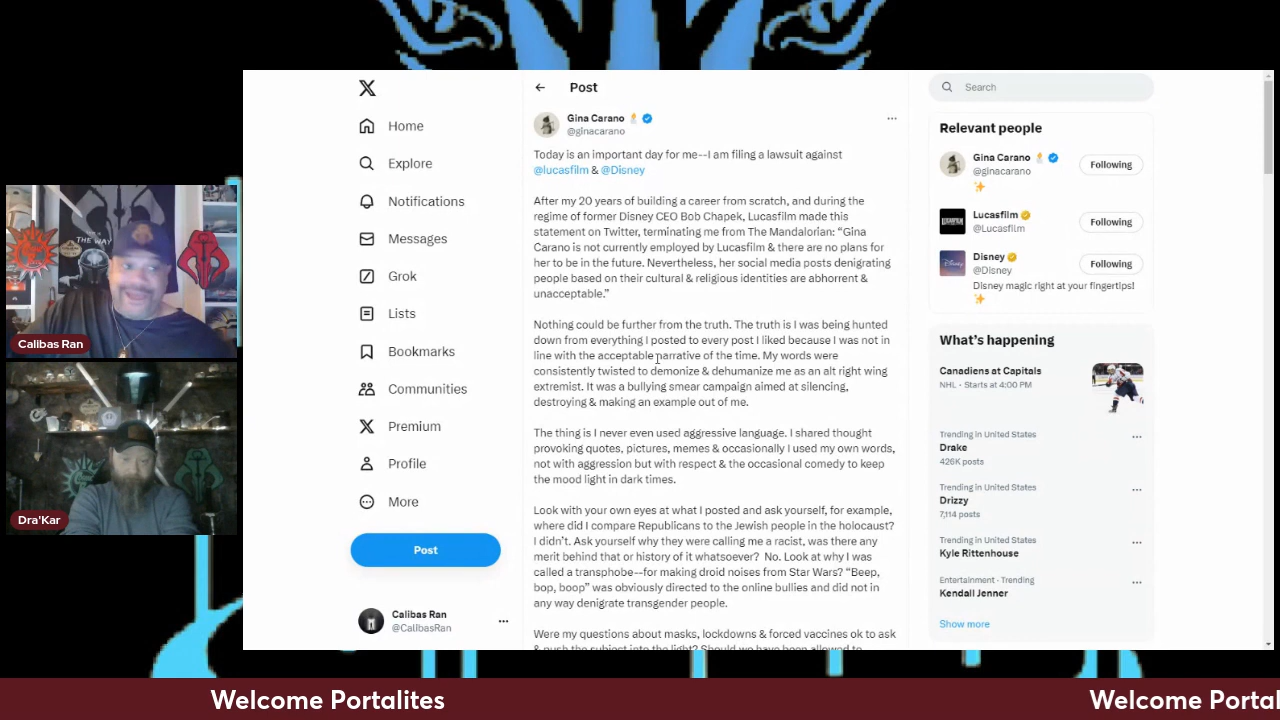 Post
Search
Home
Explore
Notifications
Messages
Grok
Lists
Bookmarks
Communities
Premium
Profile
More
Post
Calibas Ran
@CalibasRan
Gina Carano
@ginacarano
Today is an important day for me--I am filing a lawsuit against
@lucasfilm & @Disney
After my 20 years of building a career from scratch, and during the
regime of former Disney CEO Bob Chapek, Lucasfilm made this
statement on Twitter, terminating me from The Mandalorian: “Gina
Carano is not currently employed by Lucasfilm & there are no plans for
her to be in the future. Nevertheless, her social media posts denigrating
people based on their cultural & religious identities are abhorrent &
unacceptable.”
Nothing could be further from the truth. The truth is I was being hunted
down from everything I posted to every post I liked because I was not in
line with the acceptable narrative of the time. My words were
consistently twisted to demonize & dehumanize me as an alt right wing
extremist. It was a bullying smear campaign aimed at silencing,
destroying & making an example out of me.
The thing is I never even used aggressive language. I shared thought
provoking quotes, pictures, memes & occasionally I used my own words,
not with aggression but with respect & the occasional comedy to keep
the mood light in dark times.
Look with your own eyes at what I posted and ask yourself, for example,
where did I compare Republicans to the Jewish people in the holocaust?
I didn’t. Ask yourself why they were calling me a racist, was there any
merit behind that or history of it whatsoever? No. Look at why I was
called a transphobe--for making droid noises from Star Wars? “Beep,
bop, boop” was obviously directed to the online bullies and did not in
any way denigrate transgender people.
Were my questions about masks, lockdowns & forced vaccines ok to ask
& push the subject into the light? Should we have been allowed to
Relevant people
Gina Carano
@ginacarano
Following
Lucasfilm
@Lucasfilm
Following
Disney
@Disney
Following
Disney magic right at your fingertips!
What’s happening
Canadiens at Capitals
NHL · Starts at 4:00 PM
Trending in United States
Drake
426K posts
Trending in United States
Drizzy
7,114 posts
Trending in United States
Kyle Rittenhouse
Entertainment · Trending
Kendall Jenner
Show more
THE WAY
Calibas Ran
Dra'Kar
Welcome Portalites
Welcome Portal